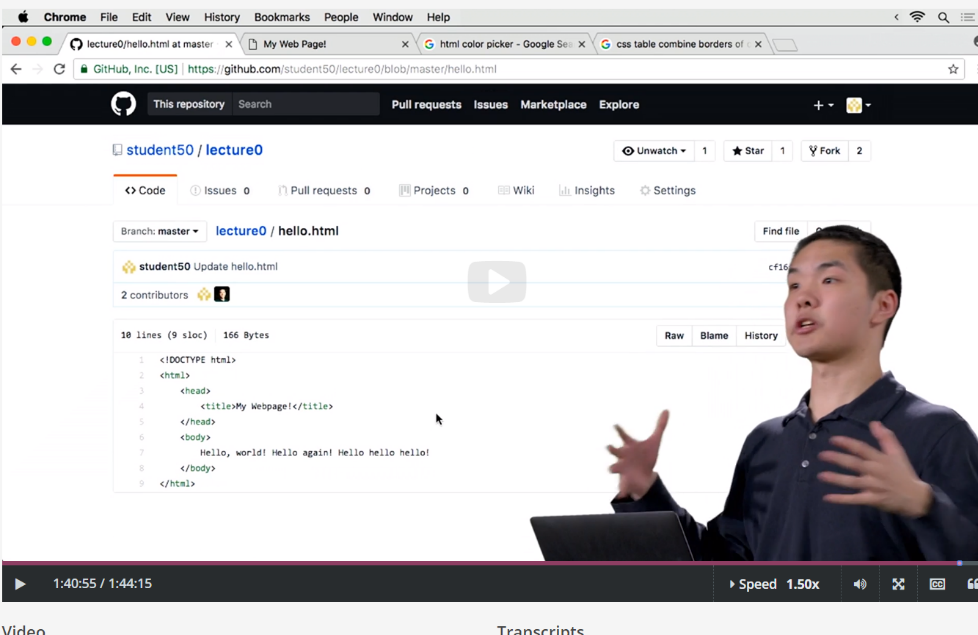 Chrome File Edit View History Bookmarks People Window Help
lecture0/hello.html at master My Web Page! html color picker - Google Sea css table combine borders of c
GitHub, Inc. [US] https://github.com/student50/lecture0/blob/master/hello.html
This repository Search Pull requests Issues Marketplace Explore
student50 / lecture0 Unwatch 1 Star 1 Fork 2
<> Code Issues 0 Pull requests 0 Projects 0 Wiki Insights Settings
Branch: master lecture0 / hello.html Find file
student50 Update hello.html cf16
2 contributors
10 lines (9 sloc) 166 Bytes Raw Blame History
1 <!DOCTYPE html>
2 <html>
3 <head>
4 <title>My Webpage!</title>
5 </head>
6 <body>
7 Hello, world! Hello again! Hello hello hello!
8 </body>
9 </html>
1:40:55 / 1:44:15 Speed 1.50x CC
Video Transcripts